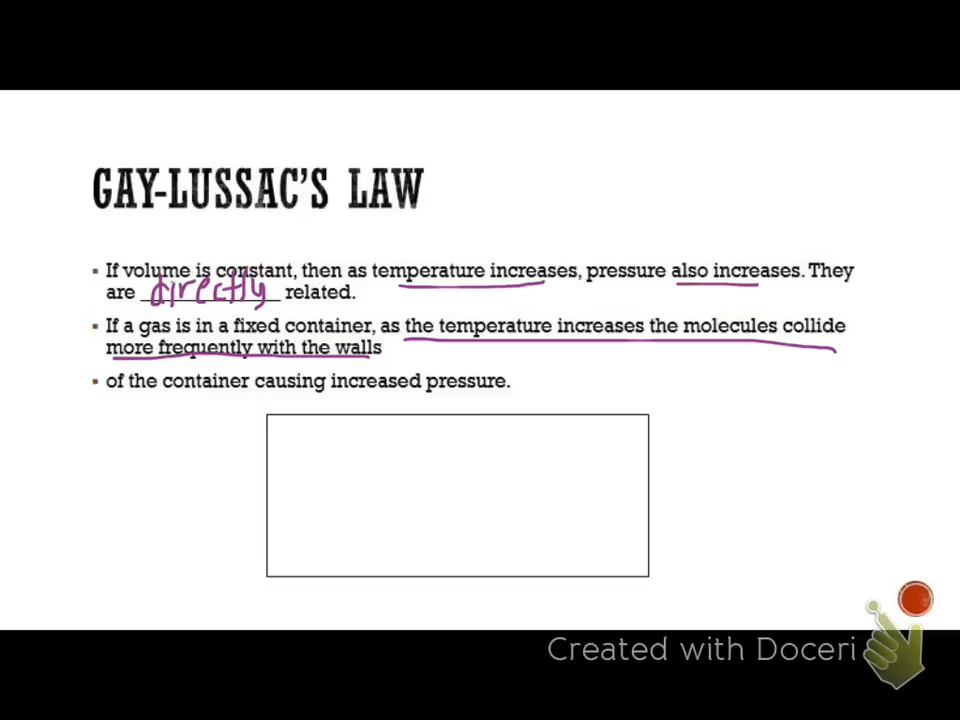 GAY-LUSSAC'S LAW
▪ If volume is constant, then as temperature increases, pressure also increases. They
are directly related.
▪ If a gas is in a fixed container, as the temperature increases the molecules collide
more frequently with the walls
▪ of the container causing increased pressure.
Created with Doceri